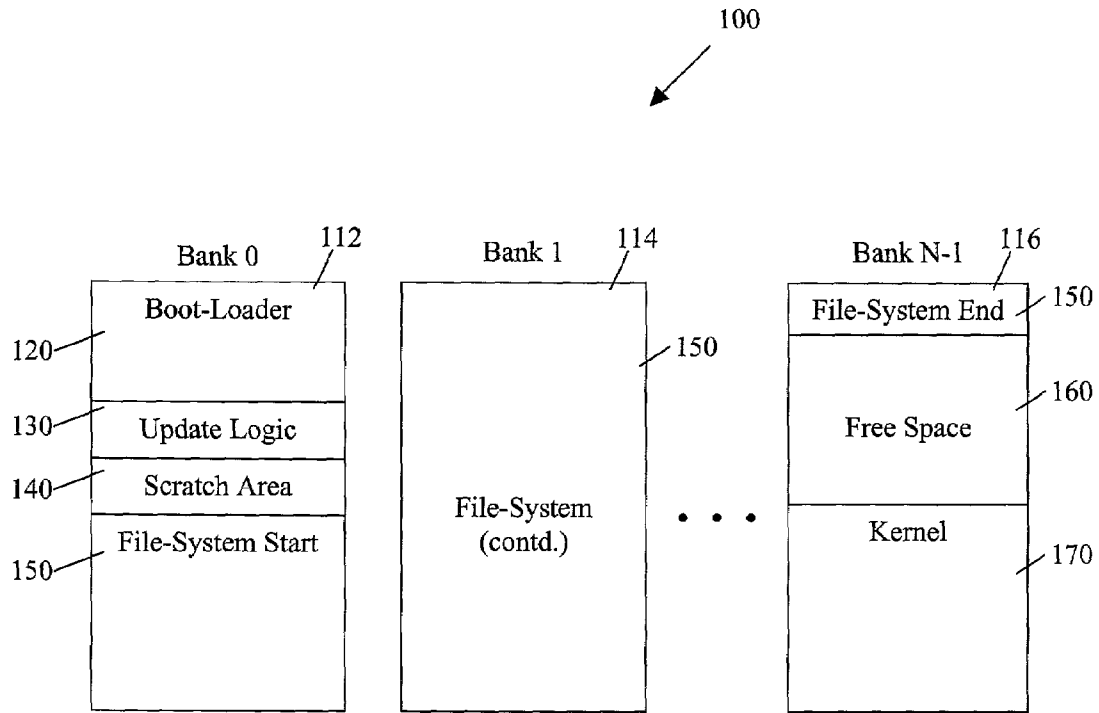 100
Bank 0
112
Boot-Loader
120
130
Update Logic
140
Scratch Area
File-System Start
150
Bank 1
114
150
File-System
(contd.)
• • •
Bank N-1
116
File-System End
150
160
Free Space
Kernel
170